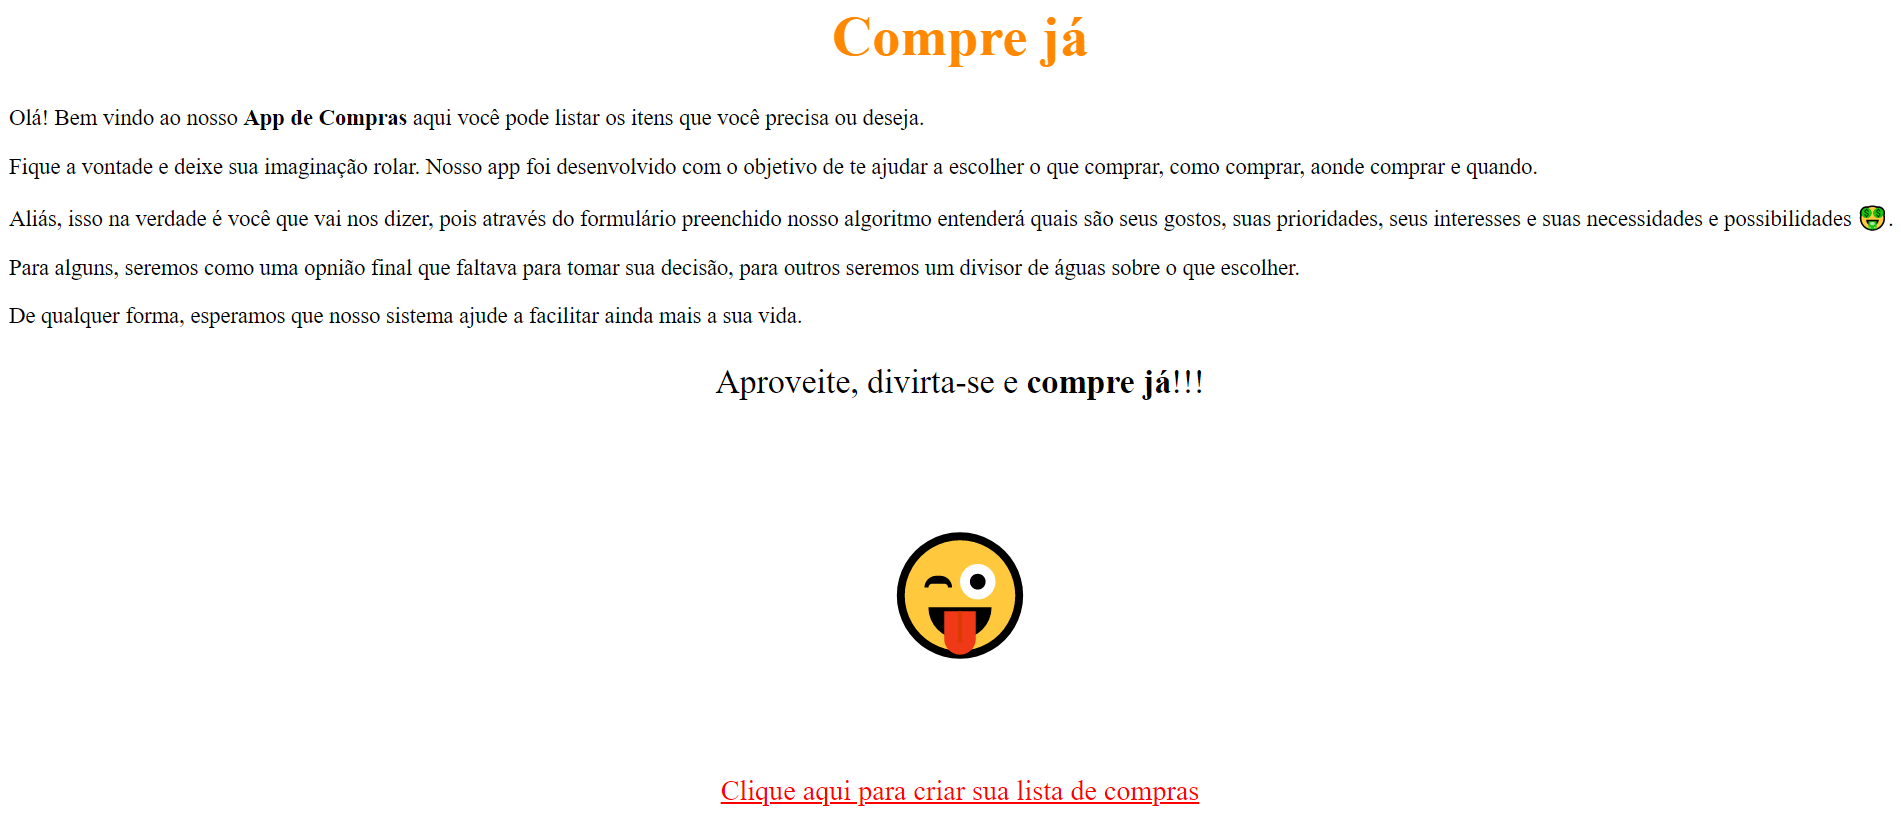 Compre já
Olá! Bem vindo ao nosso App de Compras aqui você pode listar os itens que você precisa ou deseja.
Fique a vontade e deixe sua imaginação rolar. Nosso app foi desenvolvido com o objetivo de te ajudar a escolher o que comprar, como comprar, aonde comprar e quando.
Aliás, isso na verdade é você que vai nos dizer, pois através do formulário preenchido nosso algoritmo entenderá quais são seus gostos, suas prioridades, seus interesses e suas necessidades e possibilidades 🤑.
Para alguns, seremos como uma opnião final que faltava para tomar sua decisão, para outros seremos um divisor de águas sobre o que escolher.
De qualquer forma, esperamos que nosso sistema ajude a facilitar ainda mais a sua vida.
Aproveite, divirta-se e compre já!!!
Clique aqui para criar sua lista de compras